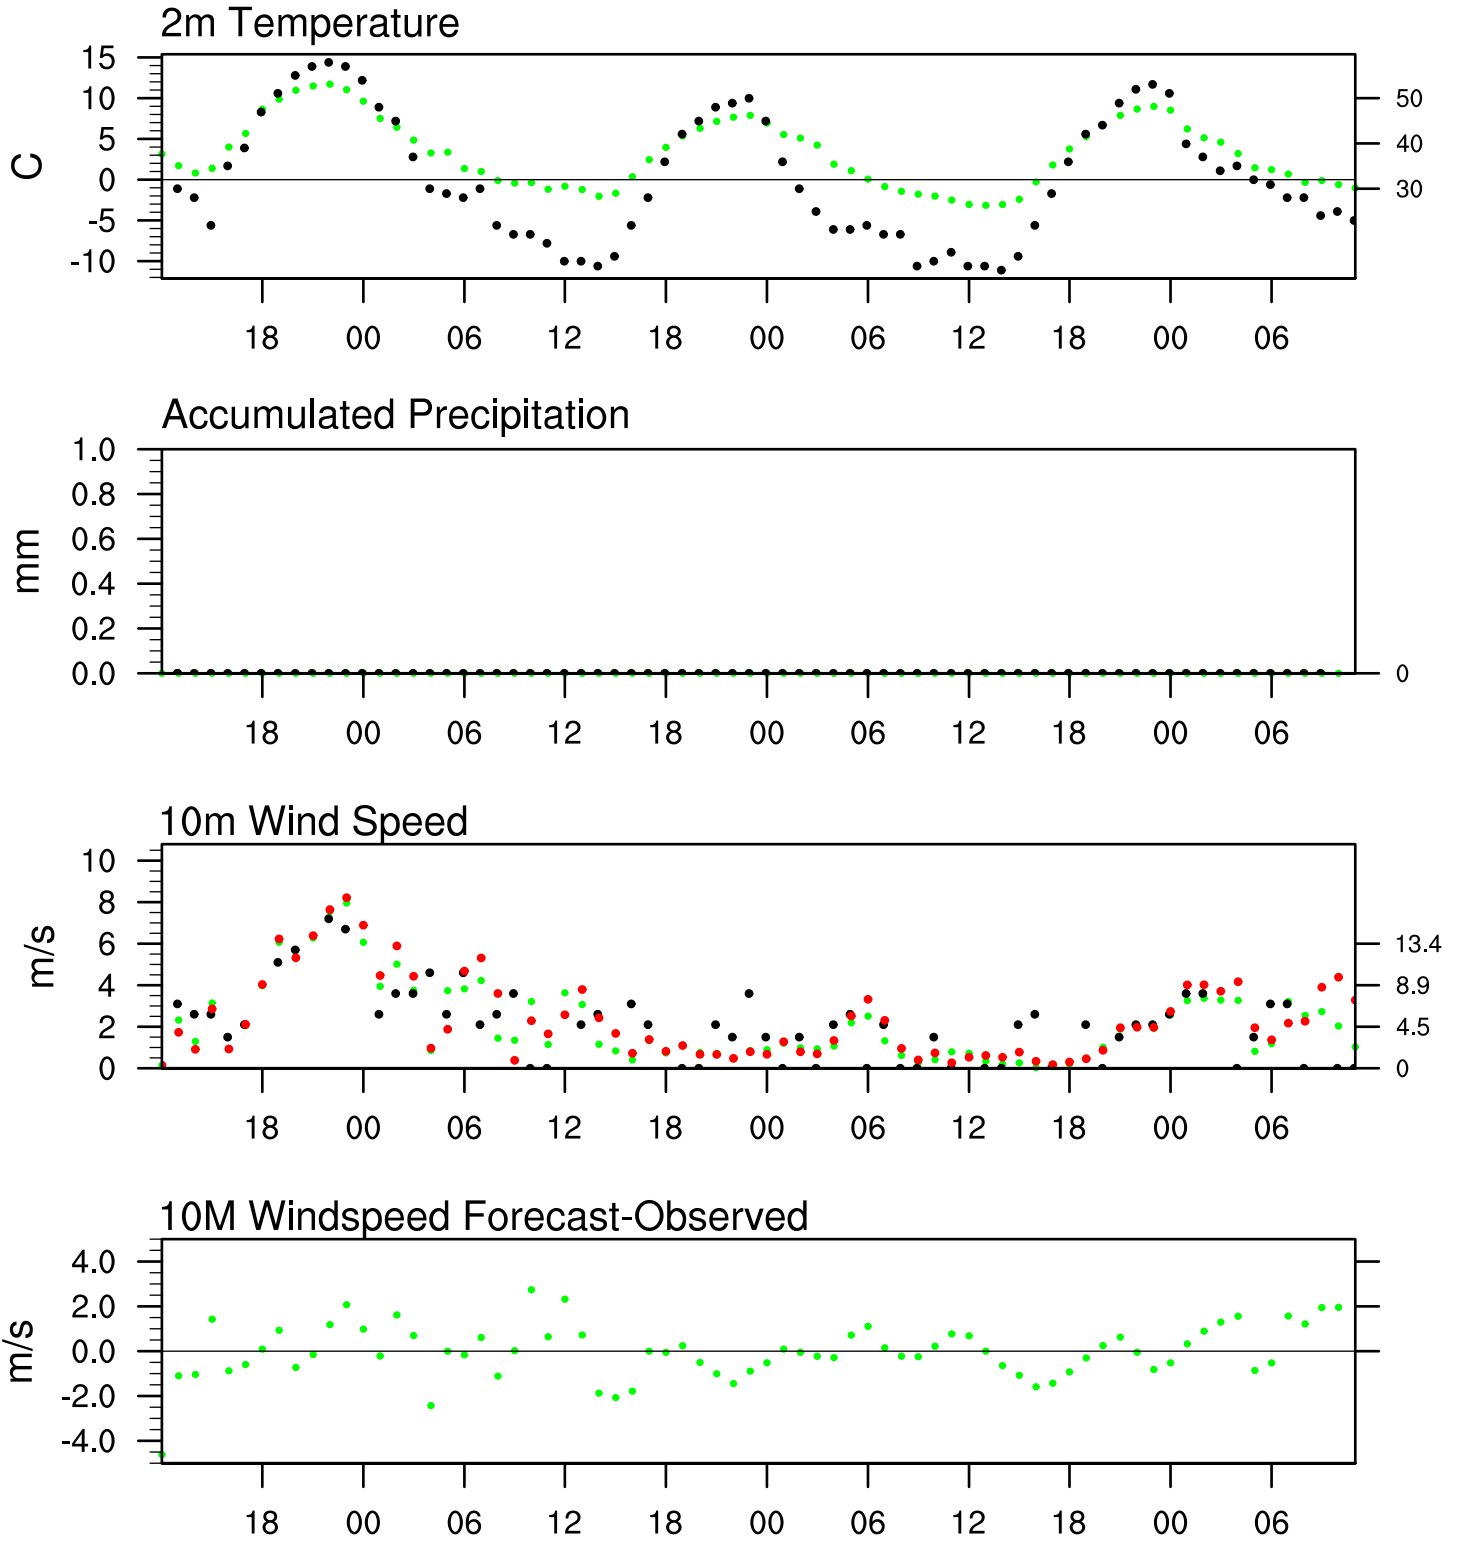 2m Temperature
15
10
5
0
-5
-10
C
50
40
30
18 00 06 12 18 00 06 12 18 00 06
Accumulated Precipitation
1.0
0.8
0.6
0.4
0.2
0.0
mm
0
18 00 06 12 18 00 06 12 18 00 06
10m Wind Speed
10
8
6
4
2
0
m/s
13.4
8.9
4.5
0
18 00 06 12 18 00 06 12 18 00 06
10M Windspeed Forecast-Observed
4.0
2.0
0.0
-2.0
-4.0
m/s
18 00 06 12 18 00 06 12 18 00 06